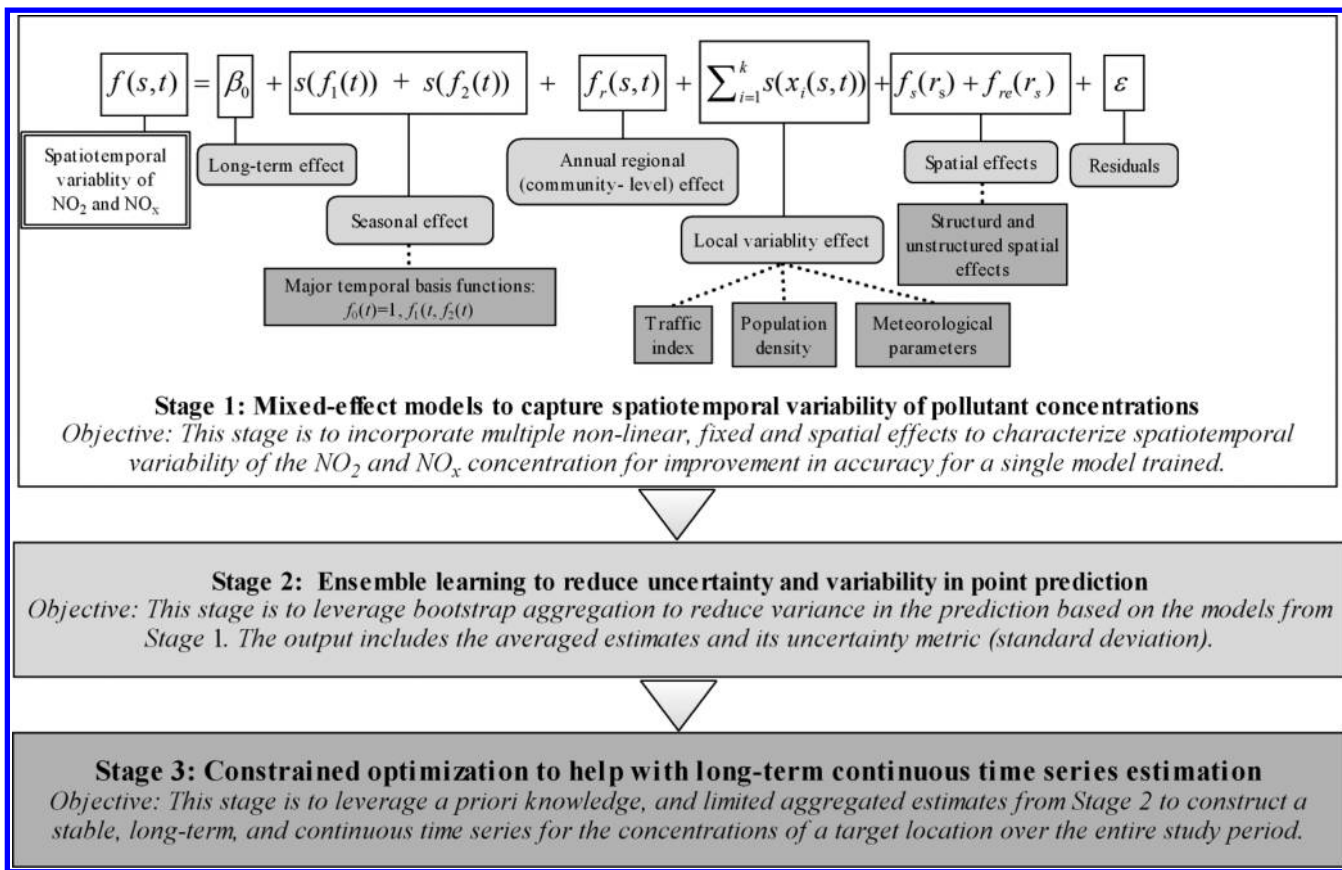 f(s,t) = β₀ + s(f₁(t)) + s(f₂(t)) + f_r(s,t) + ∑_{i=1}^{k} s(x_i(s,t)) + f_s(r_s) + f_re(r_s) + ε
Spatiotemporal
variablity of
NO₂ and NOₓ
Long-term effect
Annual regional
(community- level) effect
Spatial effects
Residuals
Seasonal effect
Local variablity effect
Structurd and
unstructured spatial
effects
Major temporal basis functions:
f₀(t)=1, f₁(t, f₂(t)
Traffic
index
Population
density
Meteorological
parameters
Stage 1: Mixed-effect models to capture spatiotemporal variability of pollutant concentrations
Objective: This stage is to incorporate multiple non-linear, fixed and spatial effects to characterize spatiotemporal
variability of the NO₂ and NOₓ concentration for improvement in accuracy for a single model trained.
Stage 2: Ensemble learning to reduce uncertainty and variability in point prediction
Objective: This stage is to leverage bootstrap aggregation to reduce variance in the prediction based on the models from
Stage 1. The output includes the averaged estimates and its uncertainty metric (standard deviation).
Stage 3: Constrained optimization to help with long-term continuous time series estimation
Objective: This stage is to leverage a priori knowledge, and limited aggregated estimates from Stage 2 to construct a
stable, long-term, and continuous time series for the concentrations of a target location over the entire study period.